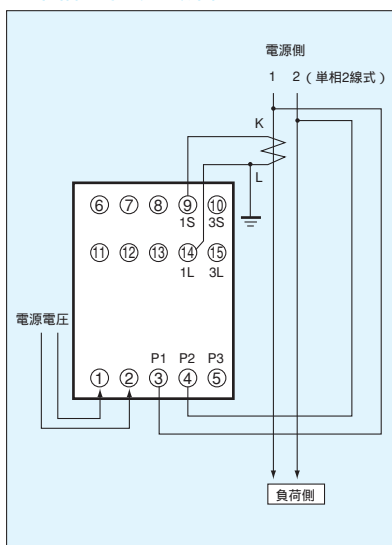 電源側
1 2 (単相2線式)
K
L
⑥ ⑦ ⑧ ⑨ ⑩
1S 3S
⑪ ⑫ ⑬ ⑭ ⑮
1L 3L
電源電圧
P1 P2 P3
① ② ③ ④ ⑤
負荷側